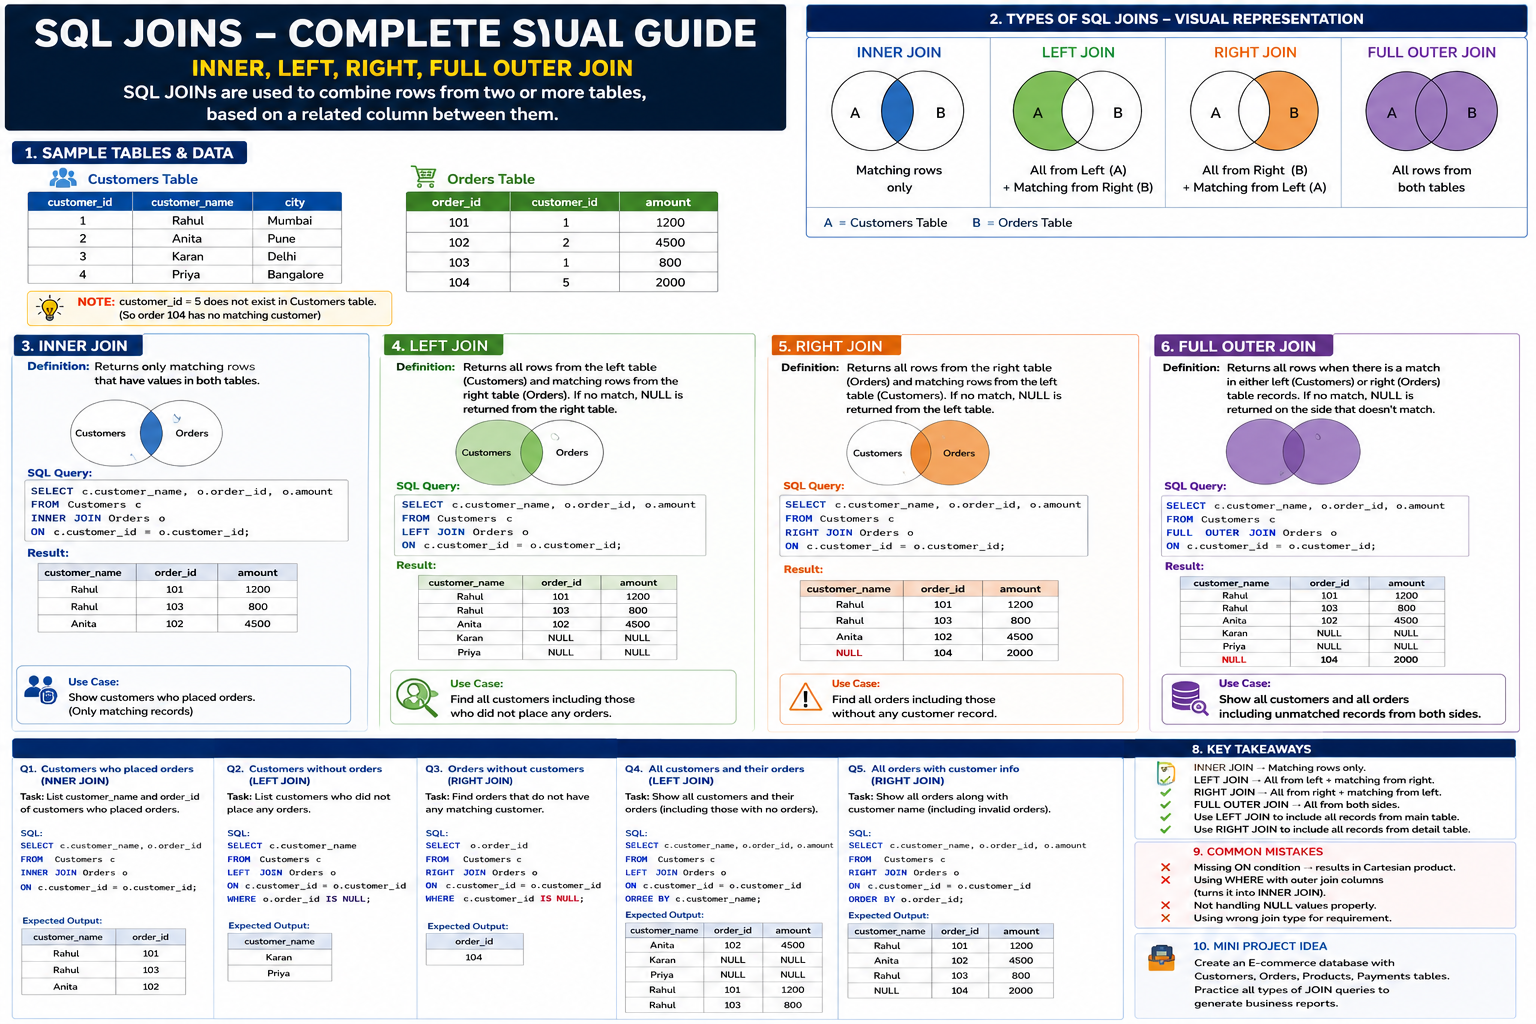 SQL JOINS – COMPLETE S\UAL GUIDE
INNER, LEFT, RIGHT, FULL OUTER JOIN
SQL JOINs are used to combine rows from two or more tables,
based on a related column between them.
1. SAMPLE TABLES & DATA
Customers Table
customer_id customer_name city
1 Rahul Mumbai
2 Anita Pune
3 Karan Delhi
4 Priya Bangalore
NOTE: customer_id = 5 does not exist in Customers table.
(So order 104 has no matching customer)
Orders Table
order_id customer_id amount
101 1 1200
102 2 4500
103 1 800
104 5 2000
2. TYPES OF SQL JOINS – VISUAL REPRESENTATION
INNER JOIN
A B
Matching rows
only
LEFT JOIN
A B
All from Left (A)
+ Matching from Right (B)
RIGHT JOIN
A B
All from Right (B)
+ Matching from Left (A)
FULL OUTER JOIN
A B
All rows from
both tables
A = Customers Table B = Orders Table
3. INNER JOIN
Definition: Returns only matching rows
that have values in both tables.
Customers Orders
SQL Query:
SELECT c.customer_name, o.order_id, o.amount
FROM Customers c
INNER JOIN Orders o
ON c.customer_id = o.customer_id;
Result:
customer_name order_id amount
Rahul 101 1200
Rahul 103 800
Anita 102 4500
Use Case:
Show customers who placed orders.
(Only matching records)
4. LEFT JOIN
Definition: Returns all rows from the left table
(Customers) and matching rows from the
right table (Orders). If no match, NULL is
returned from the right table.
Customers Orders
SQL Query:
SELECT c.customer_name, o.order_id, o.amount
FROM Customers c
LEFT JOIN Orders o
ON c.customer_id = o.customer_id;
Result:
customer_name order_id amount
Rahul 101 1200
Rahul 103 800
Anita 102 4500
Karan NULL NULL
Priya NULL NULL
Use Case:
Find all customers including those
who did not place any orders.
5. RIGHT JOIN
Definition: Returns all rows from the right table
(Orders) and matching rows from the left
table (Customers). If no match, NULL is
returned from the left table.
Customers Orders
SQL Query:
SELECT c.customer_name, o.order_id, o.amount
FROM Customers c
RIGHT JOIN Orders o
ON c.customer_id = o.customer_id;
Result:
customer_name order_id amount
Rahul 101 1200
Rahul 103 800
Anita 102 4500
NULL 104 2000
Use Case:
Find all orders including those
without any customer record.
6. FULL OUTER JOIN
Definition: Returns all rows when there is a match
in either left (Customers) or right (Orders)
table records. If no match, NULL is
returned on the side that doesn't match.
SQL Query:
SELECT c.customer_name, o.order_id, o.amount
FROM Customers c
FULL OUTER JOIN Orders o
ON c.customer_id = o.customer_id;
Result:
customer_name order_id amount
Rahul 101 1200
Rahul 103 800
Anita 102 4500
Karan NULL NULL
Priya NULL NULL
NULL 104 2000
Use Case:
Show all customers and all orders
including unmatched records from both sides.
Q1. Customers who placed orders
(NNER JOIN)
Task: List customer_name and order_id
of customers who placed orders.
SQL:
SELECT c.customer_name, o.order_id
FROM Customers c
INNER JOIN Orders o
ON c.customer_id = o.customer_id;
Expected Output:
customer_name order_id
Rahul 101
Rahul 103
Anita 102
Q2. Customers without orders
(LEFT JOIN)
Task: List customers who did not
place any orders.
SQL:
SELECT c.customer_name
FROM Customers c
LEFT JOIN Orders o
ON c.customer_id = o.customer_id
WHERE o.order_id IS NULL;
Expected Output:
customer_name
Karan
Priya
Q3. Orders without customers
(RIGHT JOIN)
Task: Find orders that do not have
any matching customer.
SQL:
SELECT o.order_id
FROM Customers c
RIGHT JOIN Orders o
ON c.customer_id = o.customer_id
WHERE c.customer_id IS NULL;
Expected Output:
order_id
104
Q4. All customers and their orders
(LEFT JOIN)
Task: Show all customers and their
orders (including those with no orders).
SQL:
SELECT c.customer_name, o.order_id, o.amount
FROM Customers c
LEFT JOIN Orders o
ON c.customer_id = o.customer_id
ORREE BY c.customer_name;
Expected Output:
customer_name order_id amount
Anita 102 4500
Karan NULL NULL
Priya NULL NULL
Rahul 101 1200
Rahul 103 800
Q5. All orders with customer info
(RIGHT JOIN)
Task: Show all orders along with
customer name (including invalid orders).
SQL:
SELECT c.customer_name, o.order_id, o.amount
FROM Customers c
RIGHT JOIN Orders o
ON c.customer_id = o.customer_id
ORDER BY o.order_id;
Expected Output:
customer_name order_id amount
Rahul 101 1200
Anita 102 4500
Rahul 103 800
NULL 104 2000
8. KEY TAKEAWAYS
INNER JOIN → Matching rows only.
LEFT JOIN → All from left + matching from right.
RIGHT JOIN → All from right + matching from left.
FULL OUTER JOIN → All from both sides.
Use LEFT JOIN to include all records from main table.
Use RIGHT JOIN to include all records from detail table.
9. COMMON MISTAKES
Missing ON condition → results in Cartesian product.
Using WHERE with outer join columns
(turns it into INNER JOIN).
Not handling NULL values properly.
Using wrong join type for requirement.
10. MINI PROJECT IDEA
Create an E-commerce database with
Customers, Orders, Products, Payments tables.
Practice all types of JOIN queries to
generate business reports.